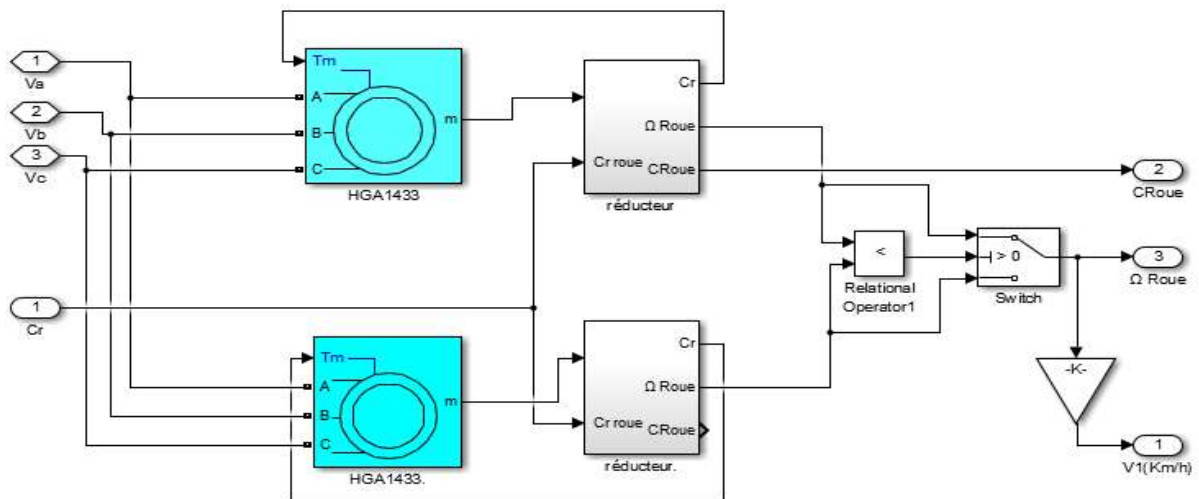 1
Va
2
Vb
3
Vc
Tm
A
B
C
m
HGA1433
Cr
Ω Roue
Cr roue
CRoue
réducteur
2
CRoue
<
Relational
Operator1
> 0
Switch
3
Ω Roue
1
Cr
Tm
A
B
C
m
HGA1433.
Cr
Ω Roue
Cr roue
CRoue
réducteur.
-K-
1
V1(Km/h)